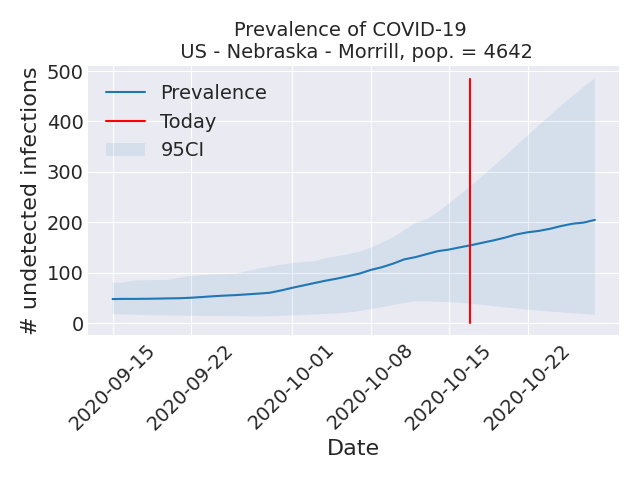 Prevalence of COVID-19
US - Nebraska - Morrill, pop. = 4642
# undetected infections
500
400
300
200
100
0
Prevalence
Today
95CI
2020-09-15
2020-09-22
2020-10-01
2020-10-08
2020-10-15
2020-10-22
Date